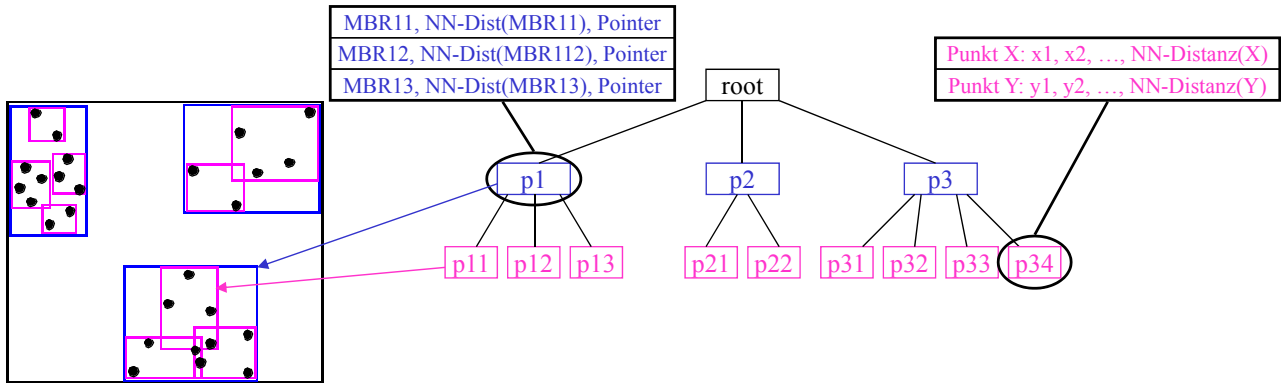 MBR11, NN-Dist(MBR11), Pointer
MBR12, NN-Dist(MBR112), Pointer
MBR13, NN-Dist(MBR13), Pointer
Punkt X: x1, x2, …, NN-Distanz(X)
Punkt Y: y1, y2, …, NN-Distanz(Y)
root
p1 p2 p3
p11 p12 p13 p21 p22 p31 p32 p33 p34